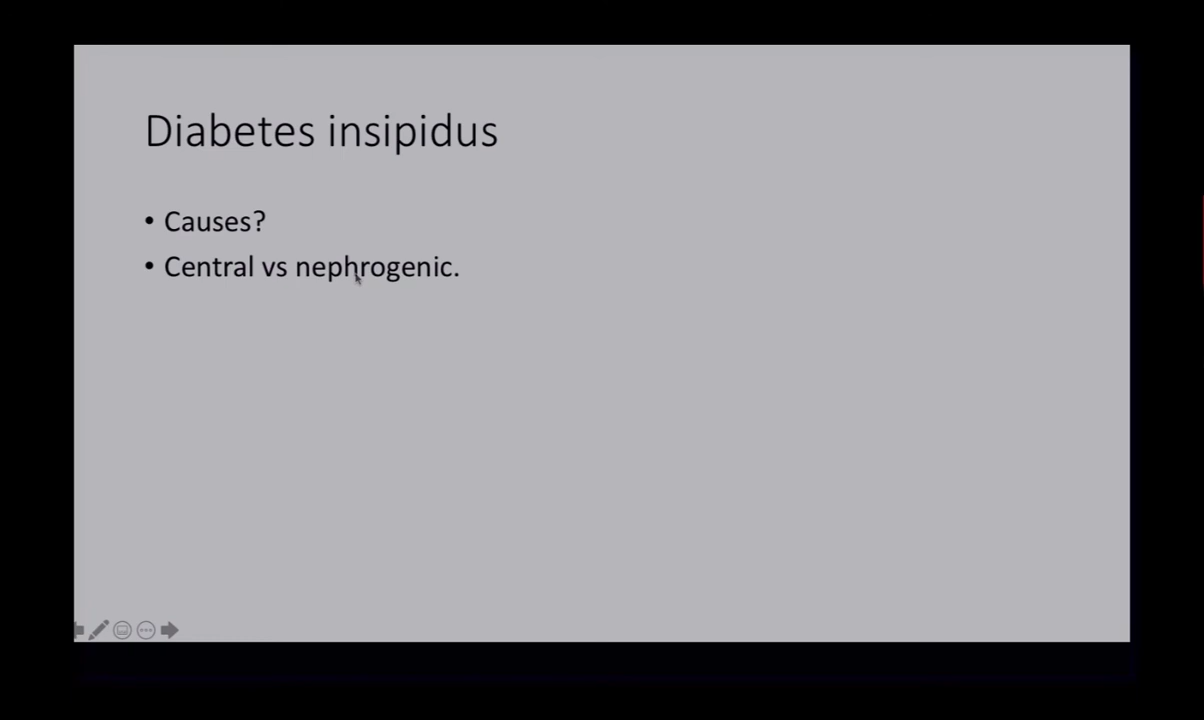 Diabetes insipidus
• Causes?
• Central vs nephrogenic.